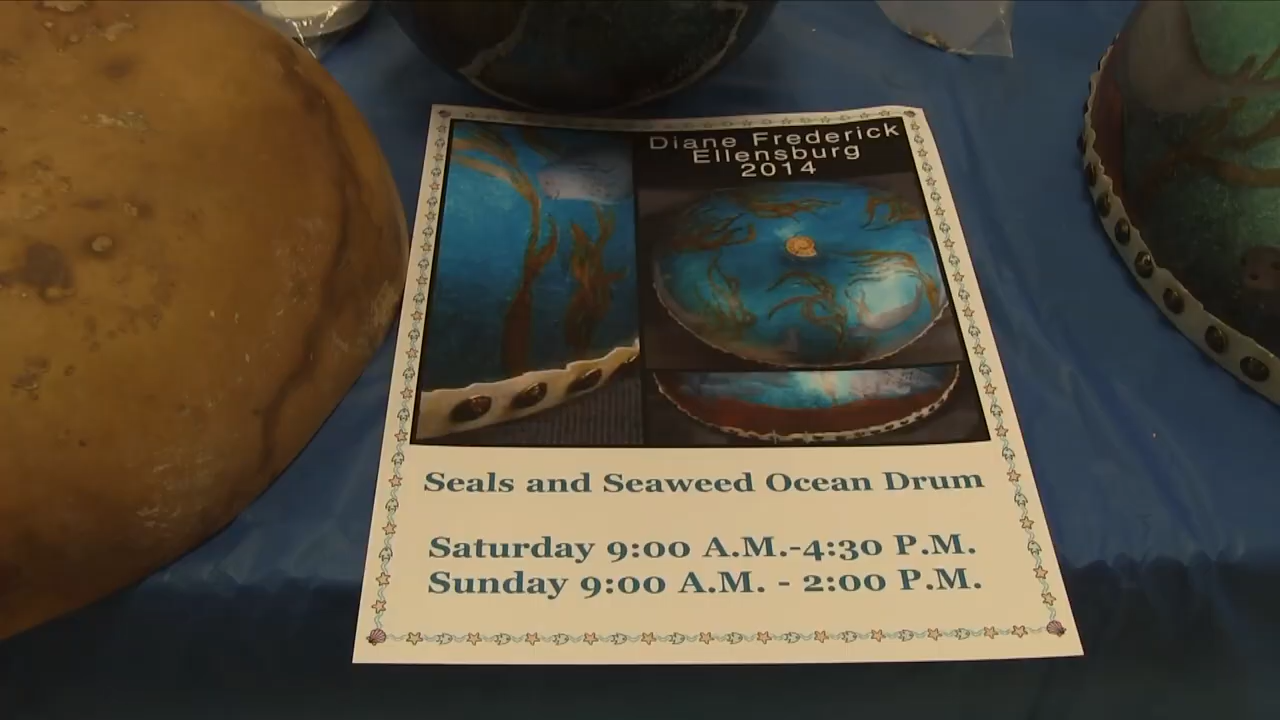 Diane Frederick
Ellensburg
2014
Seals and Seaweed Ocean Drum
Saturday 9:00 A.M.-4:30 P.M.
Sunday 9:00 A.M. - 2:00 P.M.